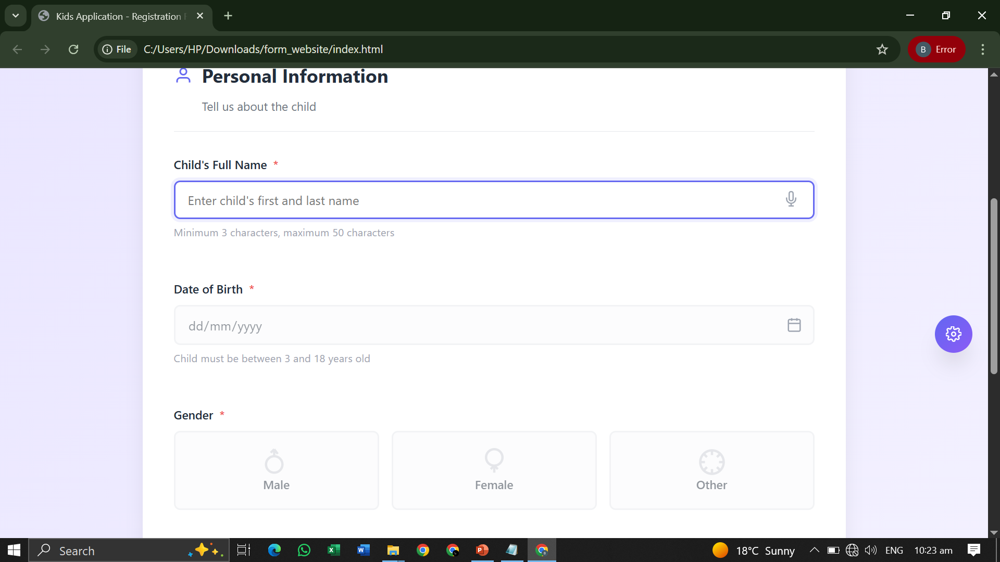 Kids Application - Registration
File
C:/Users/HP/Downloads/form_website/index.html
B
Error
Personal Information
Tell us about the child
Child's Full Name *
Enter child's first and last name
Minimum 3 characters, maximum 50 characters
Date of Birth *
dd/mm/yyyy
Child must be between 3 and 18 years old
Gender *
Male
Female
Other
Search
18°C Sunny
ENG
10:23 am